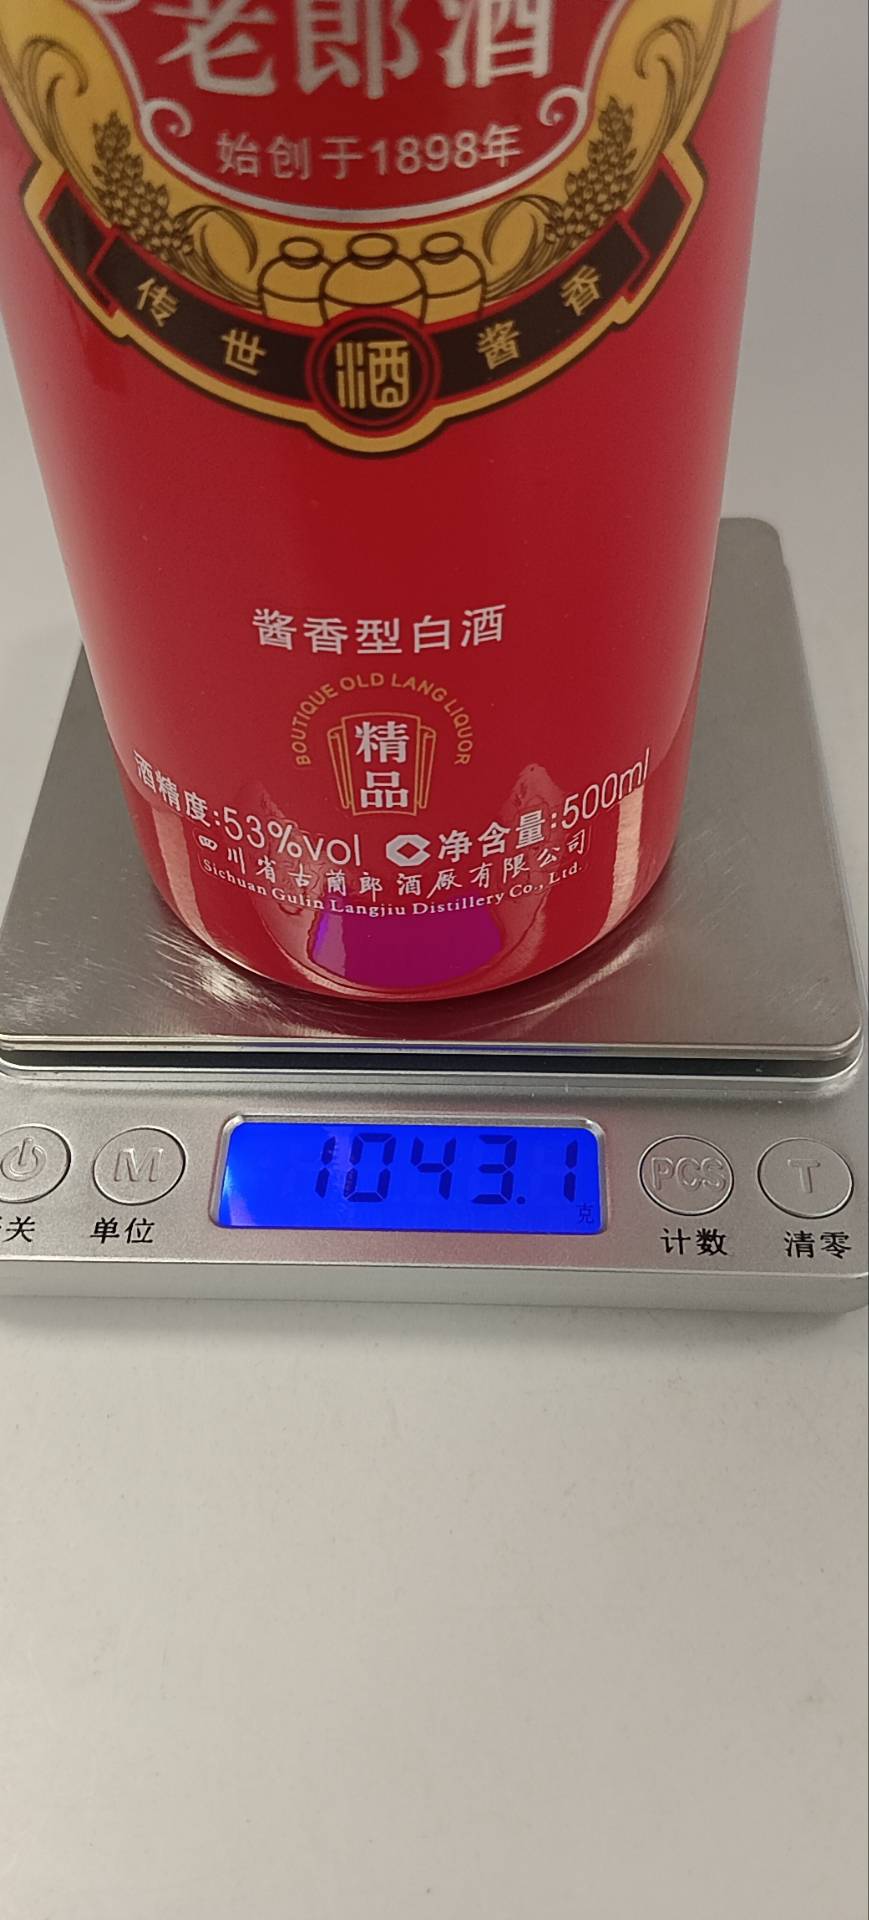 老郎酒
始创于1898年
传世酒酱香
酱香型白酒
BOUTIQUE OLD LANG LIQUOR
精
品
酒精度:53%vol 净含量:500ml
四川省古蘭郎酒廠有限公司
Sichuan Gulin Langjiu Distillery Co., Ltd.
1043.1
克
M PCS T
关 单位 计数 清零